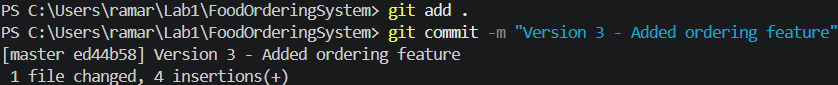 PS C:\Users\ramar\Lab1\FoodOrderingSystem> git add .
PS C:\Users\ramar\Lab1\FoodOrderingSystem> git commit -m "Version 3 - Added ordering feature"
[master ed44b58] Version 3 - Added ordering feature
 1 file changed, 4 insertions(+)